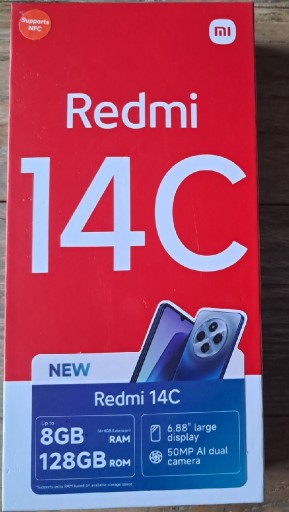 Supports
NFC
mi
Redmi
14C
NEW
Redmi 14C
Up to
8GB RAM
128GB ROM
6.88" large
display
50MP AI dual
camera